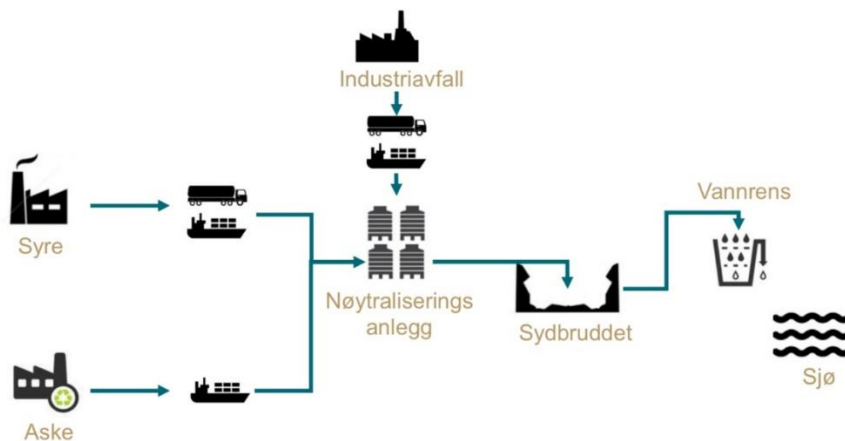 Industriavfall
Syre
Vannrens
Nøytraliserings
anlegg
Sydbruddet
Aske
Sjø